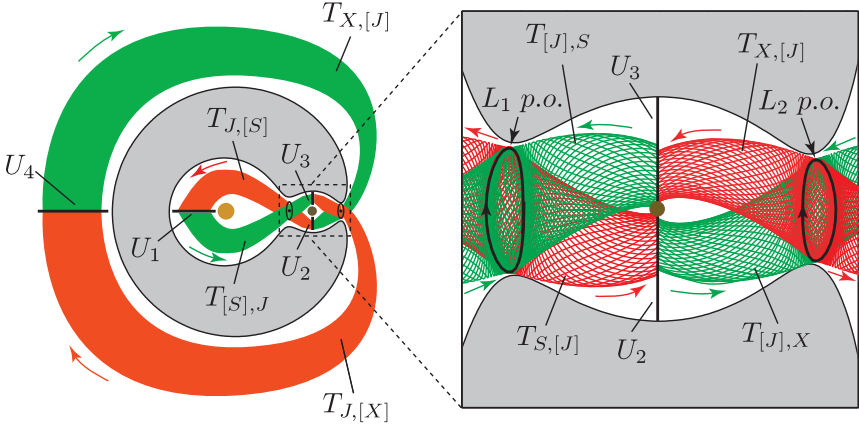 T_{X,[J]}
T_{J,[S]}
U_3
U_4
U_1
U_2
T_{[S],J}
T_{J,[X]}
T_{[J],S}
U_3
T_{X,[J]}
L_1 p.o.
L_2 p.o.
T_{S,[J]}
U_2
T_{[J],X}